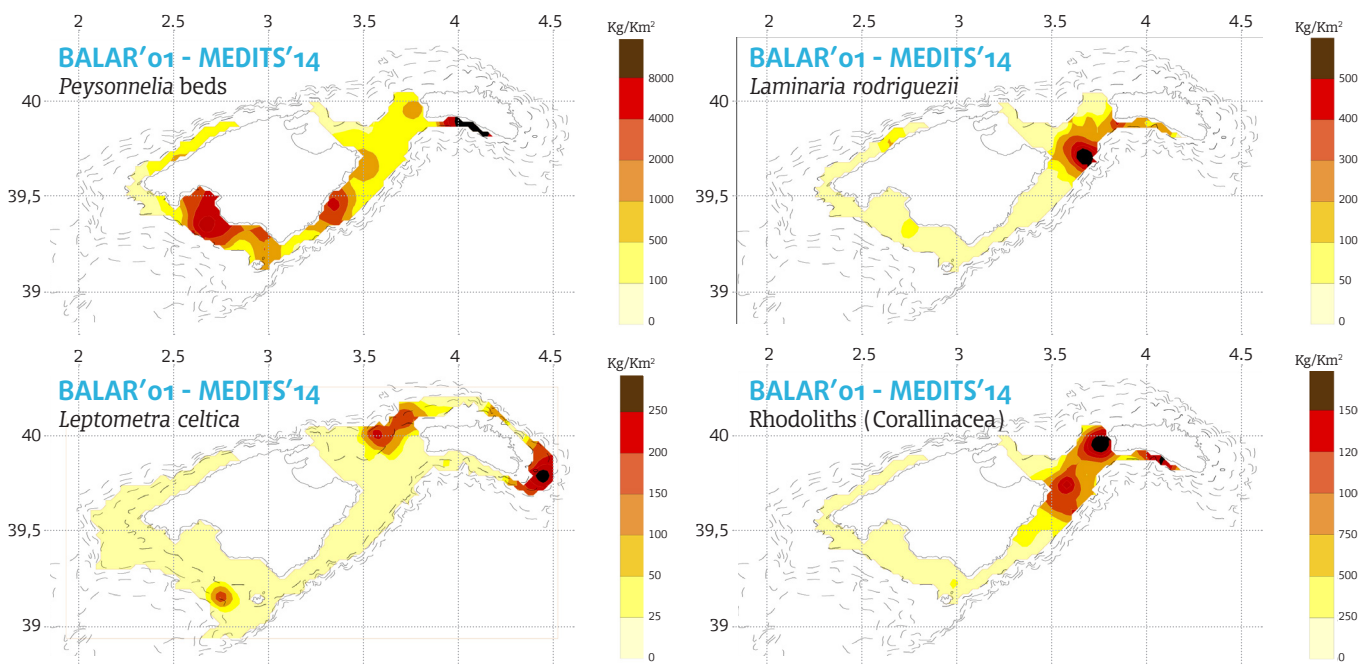 2 2.5 3 3.5 4 4.5
Kg/Km²
BALAR'01 - MEDITS'14
Peysonnelia beds
8000
40
4000
2000
39,5
1000
500
39
100
0
2 2.5 3 3.5 4 4.5
Kg/Km²
BALAR'01 - MEDITS'14
Laminaria rodriguezii
500
40
400
300
39,5
200
100
39
50
0
2 2.5 3 3.5 4 4.5
Kg/Km²
BALAR'01 - MEDITS'14
Leptometra celtica
250
40
200
150
39,5
100
50
39
25
0
2 2.5 3 3.5 4 4.5
Kg/Km²
BALAR'01 - MEDITS'14
Rhodoliths (Corallinacea)
150
40
125
100
39,5
750
500
39
250
0